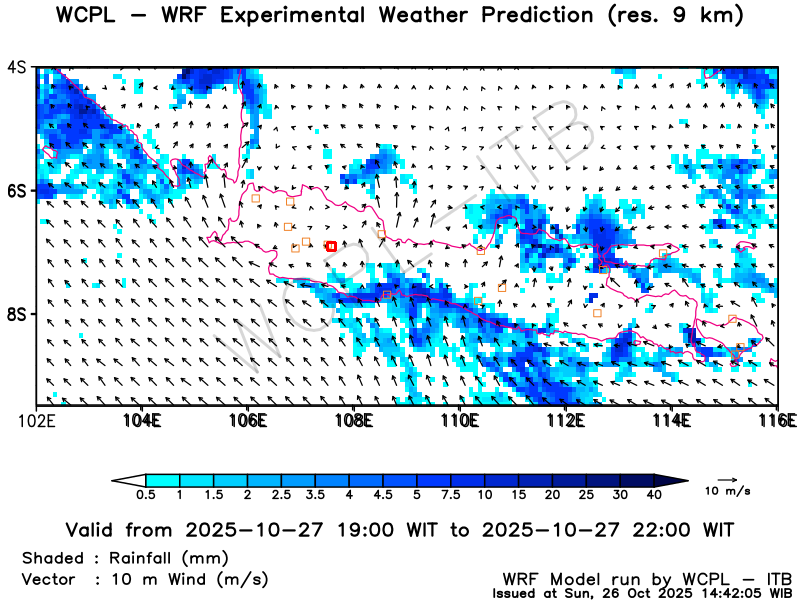 WCPL – WRF Experimental Weather Prediction (res. 9 km)
4S
6S
8S
WCPL-ITB
102E 104E 106E 108E 110E 112E 114E 116E
0.5 1 1.5 2 2.5 3.5 4 4.5 5 7.5 10 15 20 25 30 40
10 m/s
Valid from 2025-10-27 19:00 WIT to 2025-10-27 22:00 WIT
Shaded : Rainfall (mm)
Vector : 10 m Wind (m/s)
WRF Model run by WCPL – ITB
Issued at Sun, 26 Oct 2025 14:42:05 WIB